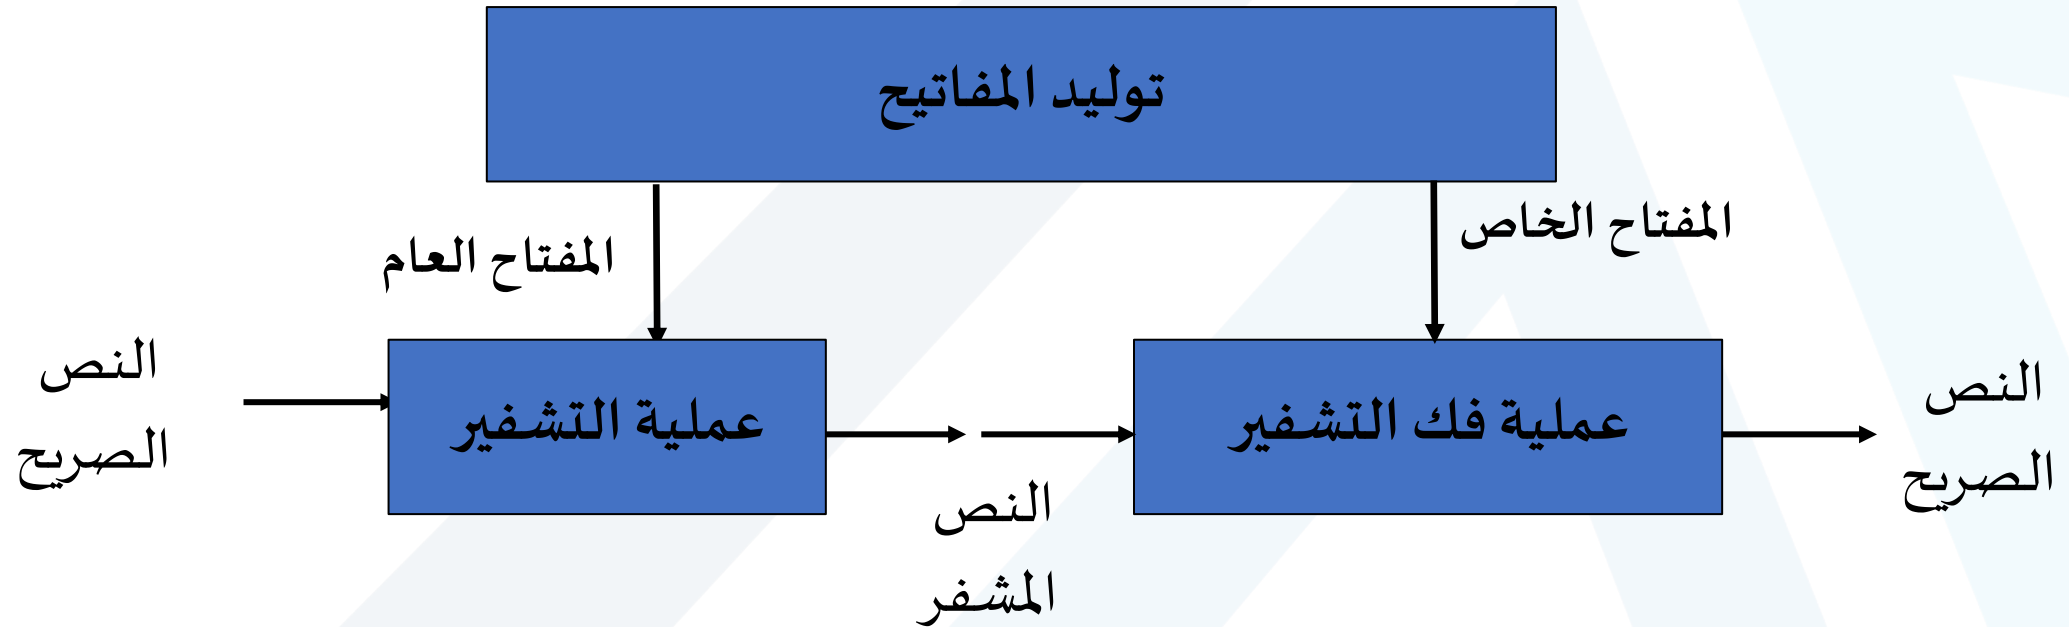 توليد المفاتيح
المفتاح الخاص
المفتاح العام
النص
الصريح
عملية التشفير
النص
المشفر
عملية فك التشفير
النص
الصريح